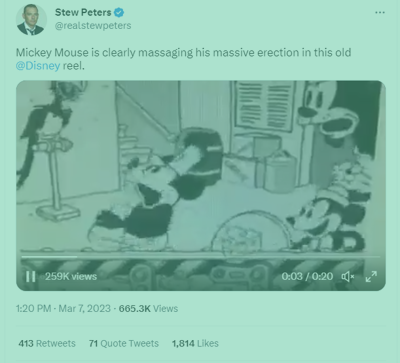 Stew Peters
@realstewpeters
Mickey Mouse is clearly massaging his massive erection in this old
@Disney reel.
259K views
0:03 / 0:20
1:20 PM · Mar 7, 2023 · 665.3K Views
413 Retweets 71 Quote Tweets 1,814 Likes